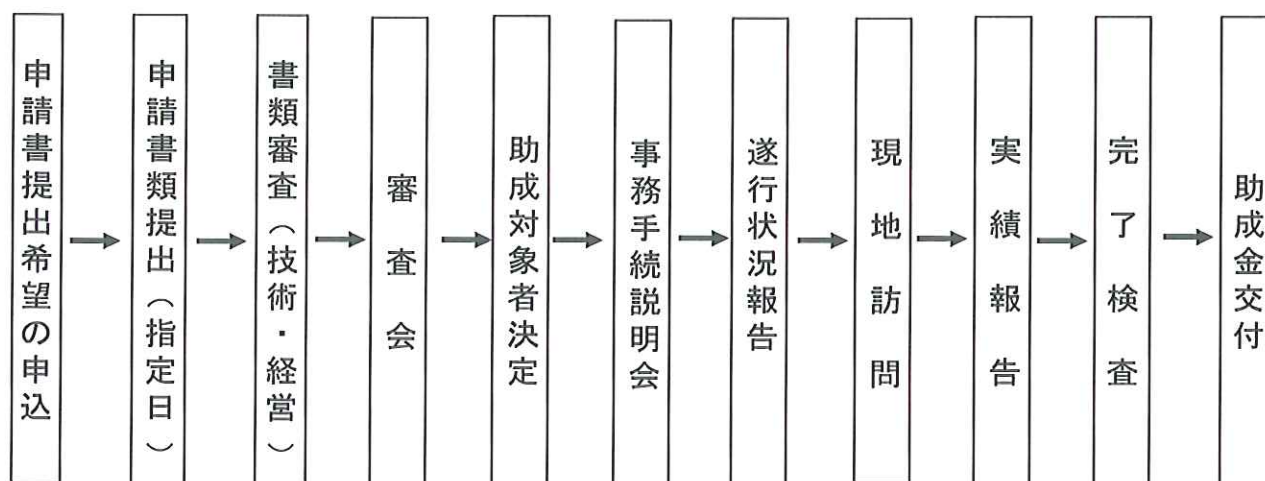 申請書提出希望の申込
申請書類提出（指定日）
書類審査（技術・経営）
審査会
助成対象者決定
事務手続説明会
遂行状況報告
現地訪問
実績報告
完了検査
助成金交付